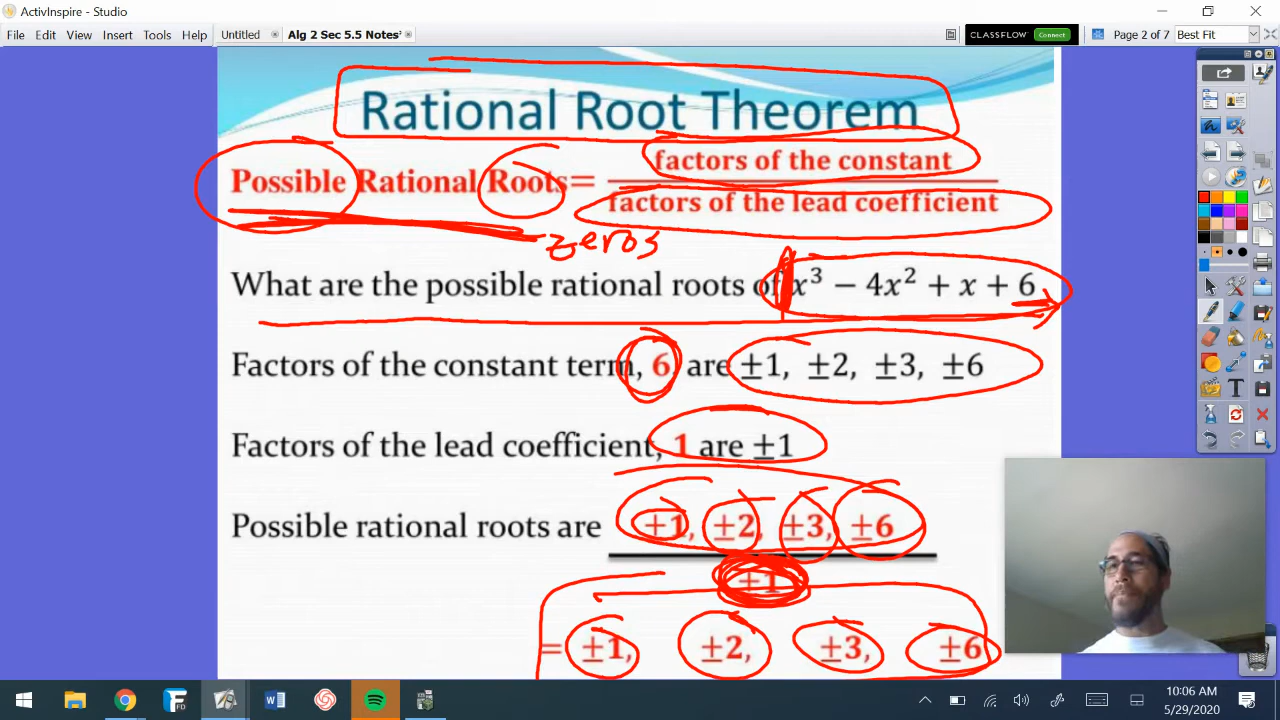 ActivInspire - Studio
File Edit View Insert Tools Help Untitled Alg 2 Sec 5.5 Notes* CLASSFLOW Connect Page 2 of 7 Best Fit
Rational Root Theorem
Possible Rational Roots= factors of the constant
factors of the lead coefficient
zeros
What are the possible rational roots of x³ − 4x² + x + 6
Factors of the constant term, 6 are ±1, ±2, ±3, ±6
Factors of the lead coefficient, 1 are ±1
Possible rational roots are ±1, ±2, ±3, ±6
±1
= ±1, ±2, ±3, ±6
10:06 AM
5/29/2020